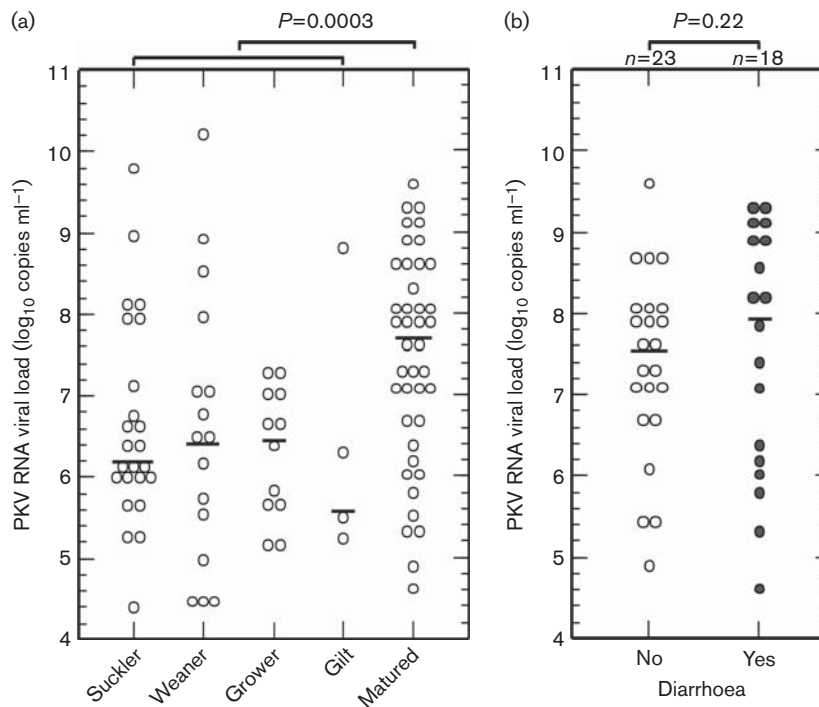 (a)
P=0.0003
11
10
9
8
7
6
5
4
PKV RNA viral load (log10 copies ml−1)
Suckler
Weaner
Grower
Gilt
Matured
(b)
P=0.22
n=23 n=18
11
10
9
8
7
6
5
4
PKV RNA viral load (log10 copies ml−1)
No Yes
Diarrhoea